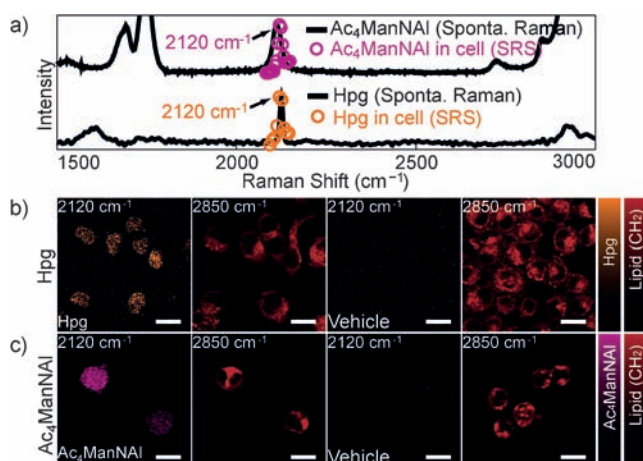 a)
2120 cm⁻¹
Ac₄ManNAl (Sponta. Raman)
Ac₄ManNAl in cell (SRS)
2120 cm⁻¹
Hpg (Sponta. Raman)
Hpg in cell (SRS)
Intensity
1500 2000 2500 3000
Raman Shift (cm⁻¹)
b) 2120 cm⁻¹ 2850 cm⁻¹ 2120 cm⁻¹ 2850 cm⁻¹
Hpg
Hpg Vehicle
Hpg
Lipid (CH₂)
c) 2120 cm⁻¹ 2850 cm⁻¹ 2120 cm⁻¹ 2850 cm⁻¹
Ac₄ManNAl
Ac₄ManNAl Vehicle
Ac₄ManNAl
Lipid (CH₂)